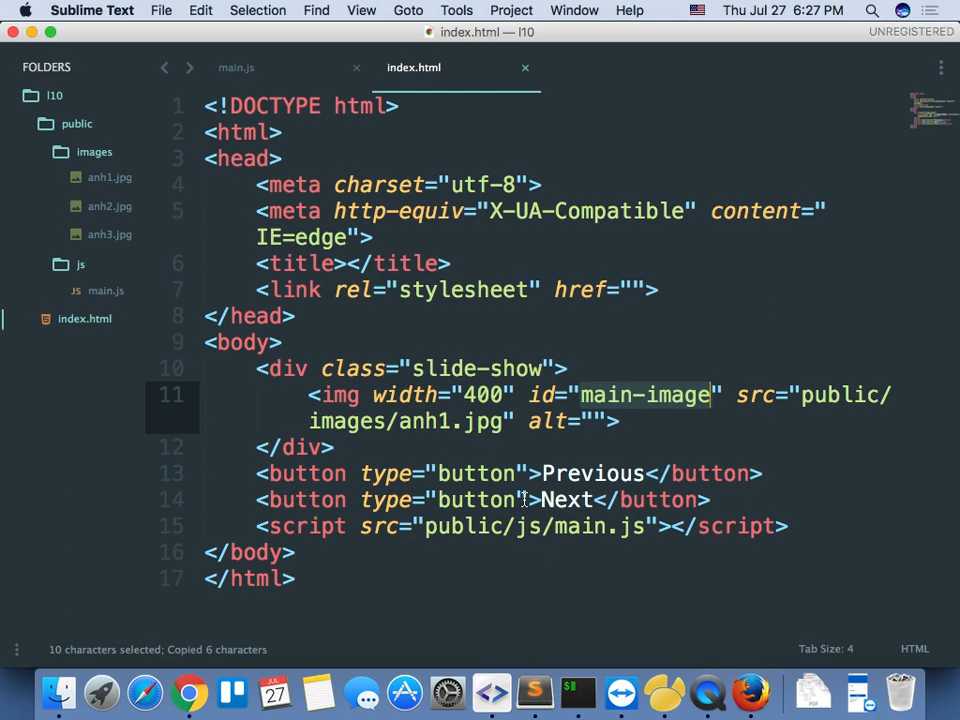 Sublime Text File Edit Selection Find View Goto Tools Project Window Help Thu Jul 27 6:27 PM
index.html — l10 UNREGISTERED
FOLDERS
l10
public
images
anh1.jpg
anh2.jpg
anh3.jpg
js
main.js
index.html
main.js × index.html ×
1 <!DOCTYPE html>
2 <html>
3 <head>
4 <meta charset="utf-8">
5 <meta http-equiv="X-UA-Compatible" content="
IE=edge">
6 <title></title>
7 <link rel="stylesheet" href="">
8 </head>
9 <body>
10 <div class="slide-show">
11 <img width="400" id="main-image" src="public/
images/anh1.jpg" alt="">
12 </div>
13 <button type="button">Previous</button>
14 <button type="button">Next</button>
15 <script src="public/js/main.js"></script>
16 </body>
17 </html>
10 characters selected; Copied 6 characters Tab Size: 4 HTML
JUL
27